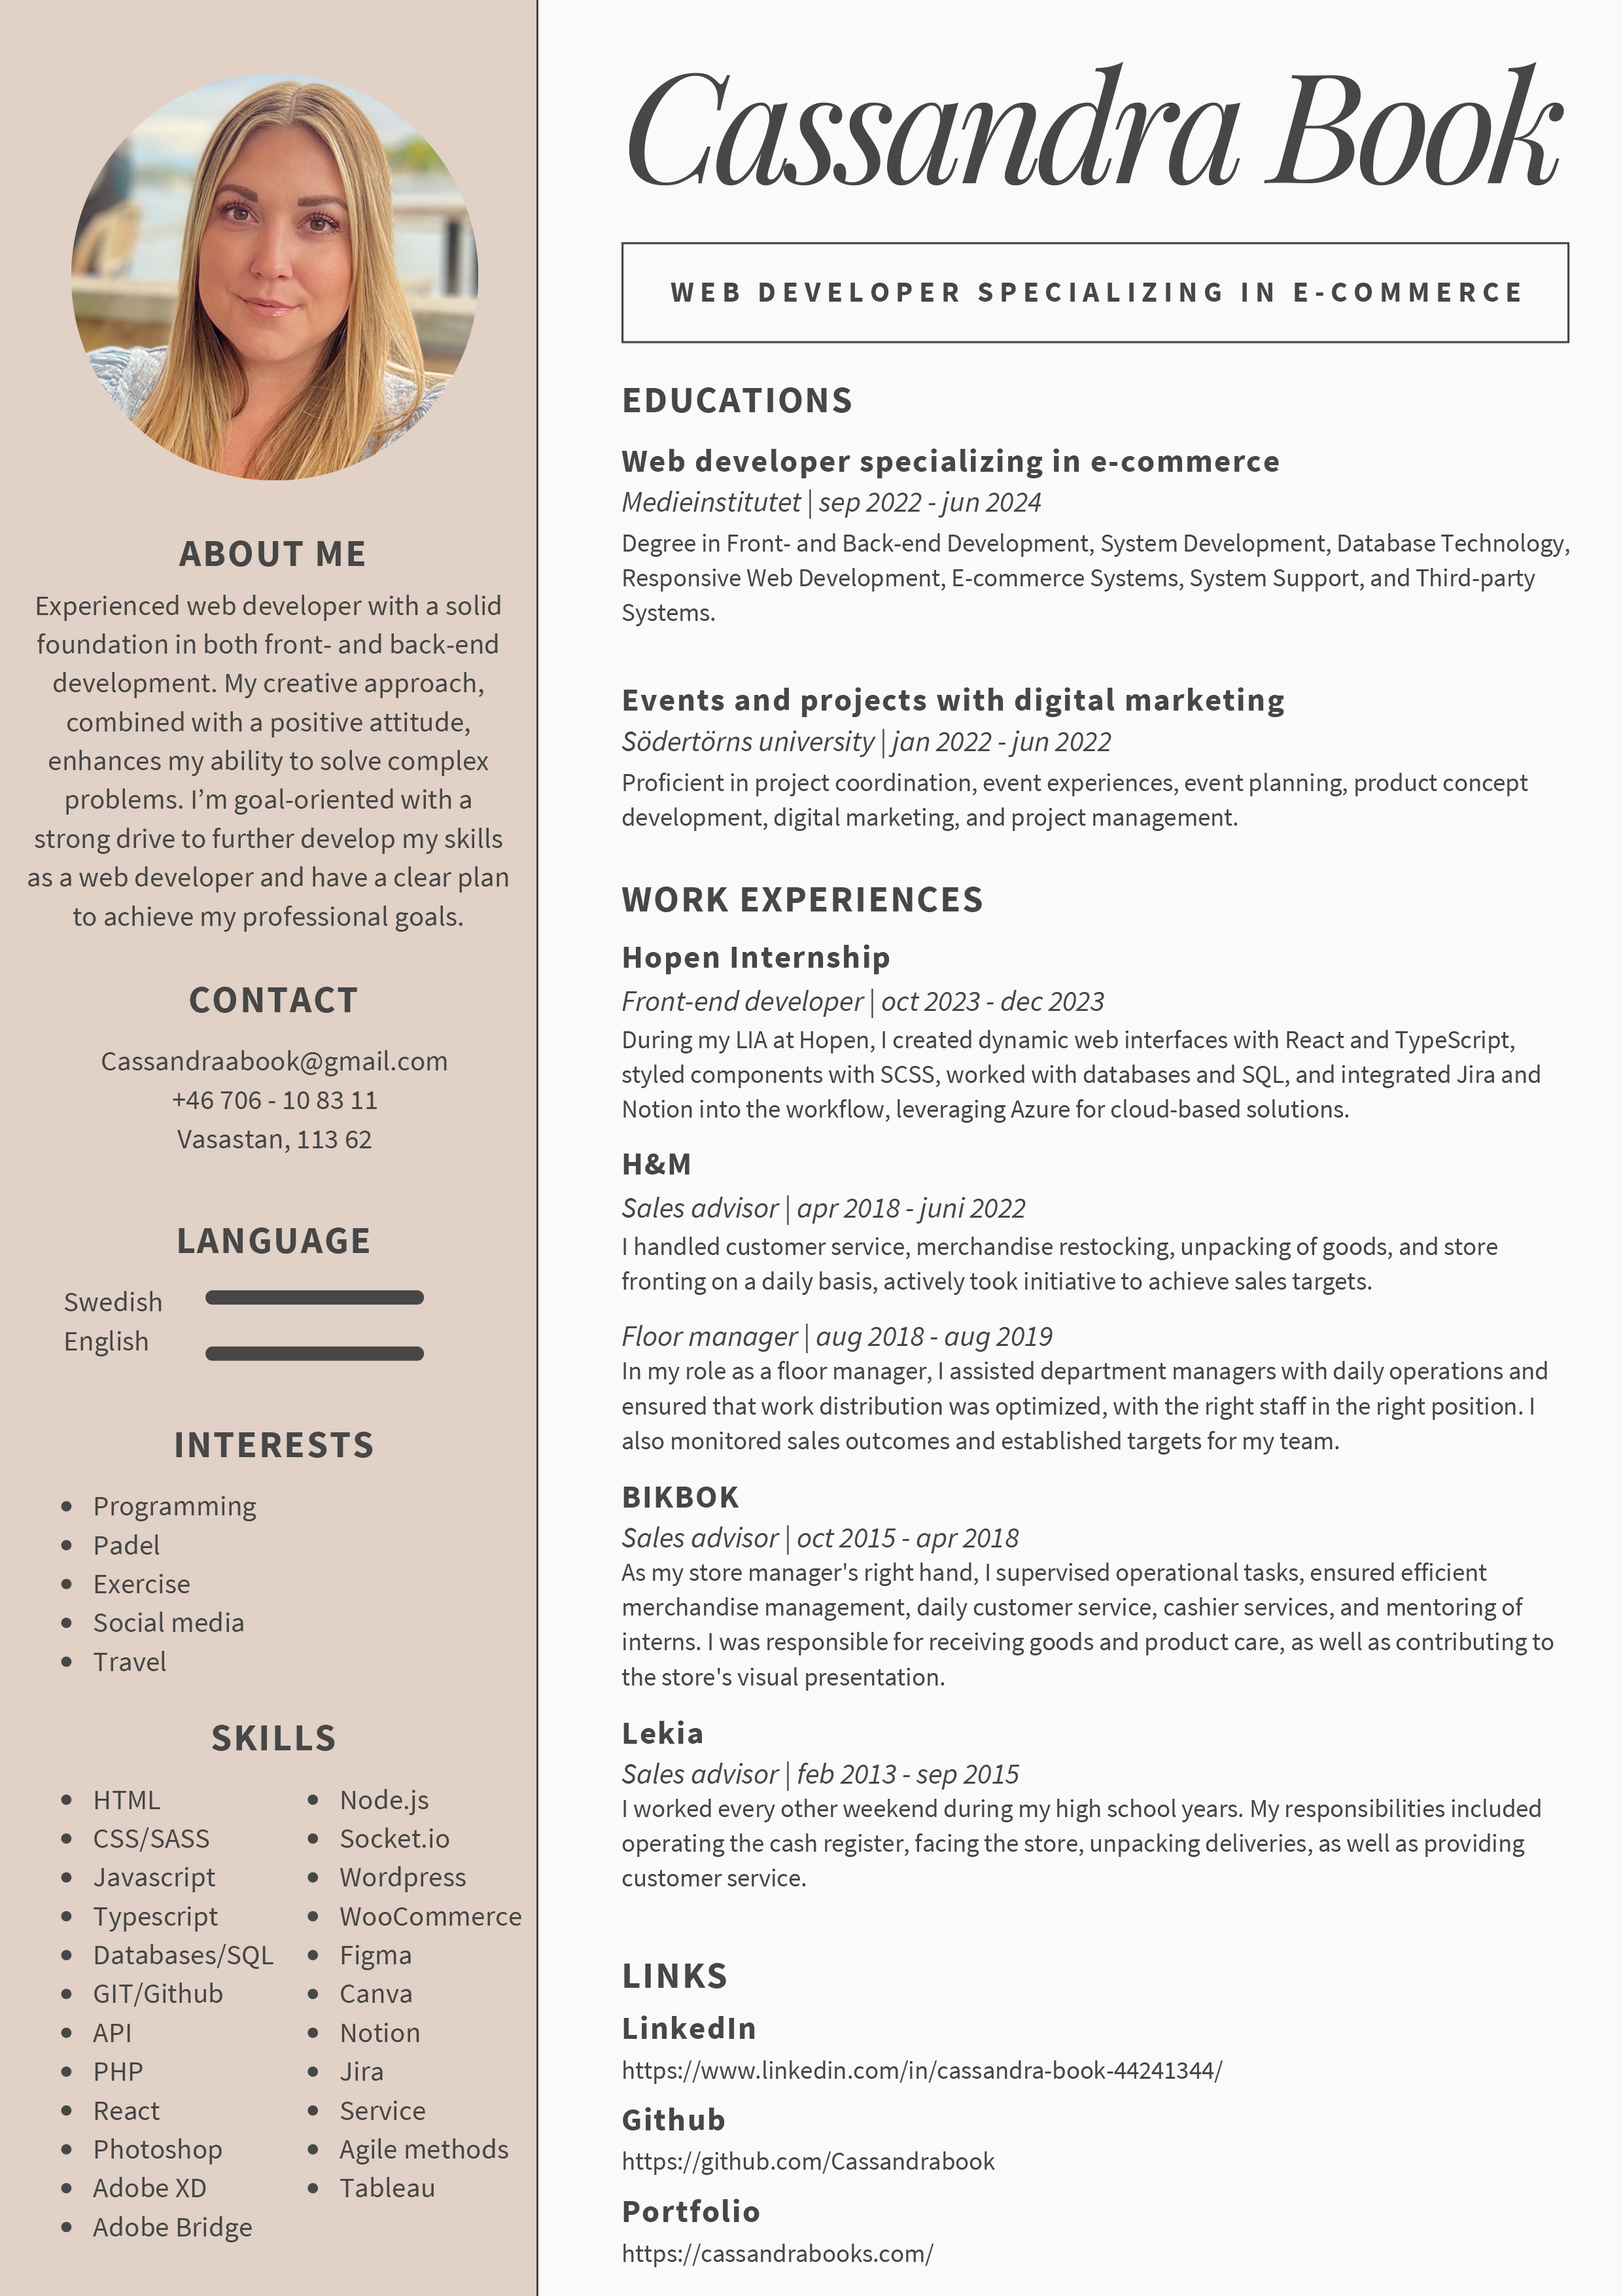 Cassandra Book
WEB DEVELOPER SPECIALIZING IN E-COMMERCE
ABOUT ME
Experienced web developer with a solid
foundation in both front- and back-end
development. My creative approach,
combined with a positive attitude,
enhances my ability to solve complex
problems. I’m goal-oriented with a
strong drive to further develop my skills
as a web developer and have a clear plan
to achieve my professional goals.
CONTACT
Cassandraabook@gmail.com
+46 706 - 10 83 11
Vasastan, 113 62
LANGUAGE
Swedish
English
INTERESTS
• Programming
• Padel
• Exercise
• Social media
• Travel
SKILLS
• HTML
• CSS/SASS
• Javascript
• Typescript
• Databases/SQL
• GIT/Github
• API
• PHP
• React
• Photoshop
• Adobe XD
• Adobe Bridge
• Node.js
• Socket.io
• Wordpress
• WooCommerce
• Figma
• Canva
• Notion
• Jira
• Service
• Agile methods
• Tableau
EDUCATIONS
Web developer specializing in e-commerce
Medieinstitutet | sep 2022 - jun 2024
Degree in Front- and Back-end Development, System Development, Database Technology,
Responsive Web Development, E-commerce Systems, System Support, and Third-party
Systems.
Events and projects with digital marketing
Södertörns university | jan 2022 - jun 2022
Proficient in project coordination, event experiences, event planning, product concept
development, digital marketing, and project management.
WORK EXPERIENCES
Hopen Internship
Front-end developer | oct 2023 - dec 2023
During my LIA at Hopen, I created dynamic web interfaces with React and TypeScript,
styled components with SCSS, worked with databases and SQL, and integrated Jira and
Notion into the workflow, leveraging Azure for cloud-based solutions.
H&M
Sales advisor | apr 2018 - juni 2022
I handled customer service, merchandise restocking, unpacking of goods, and store
fronting on a daily basis, actively took initiative to achieve sales targets.
Floor manager | aug 2018 - aug 2019
In my role as a floor manager, I assisted department managers with daily operations and
ensured that work distribution was optimized, with the right staff in the right position. I
also monitored sales outcomes and established targets for my team.
BIKBOK
Sales advisor | oct 2015 - apr 2018
As my store manager's right hand, I supervised operational tasks, ensured efficient
merchandise management, daily customer service, cashier services, and mentoring of
interns. I was responsible for receiving goods and product care, as well as contributing to
the store's visual presentation.
Lekia
Sales advisor | feb 2013 - sep 2015
I worked every other weekend during my high school years. My responsibilities included
operating the cash register, facing the store, unpacking deliveries, as well as providing
customer service.
LINKS
LinkedIn
https://www.linkedin.com/in/cassandra-book-44241344/
Github
https://github.com/Cassandrabook
Portfolio
https://cassandrabooks.com/